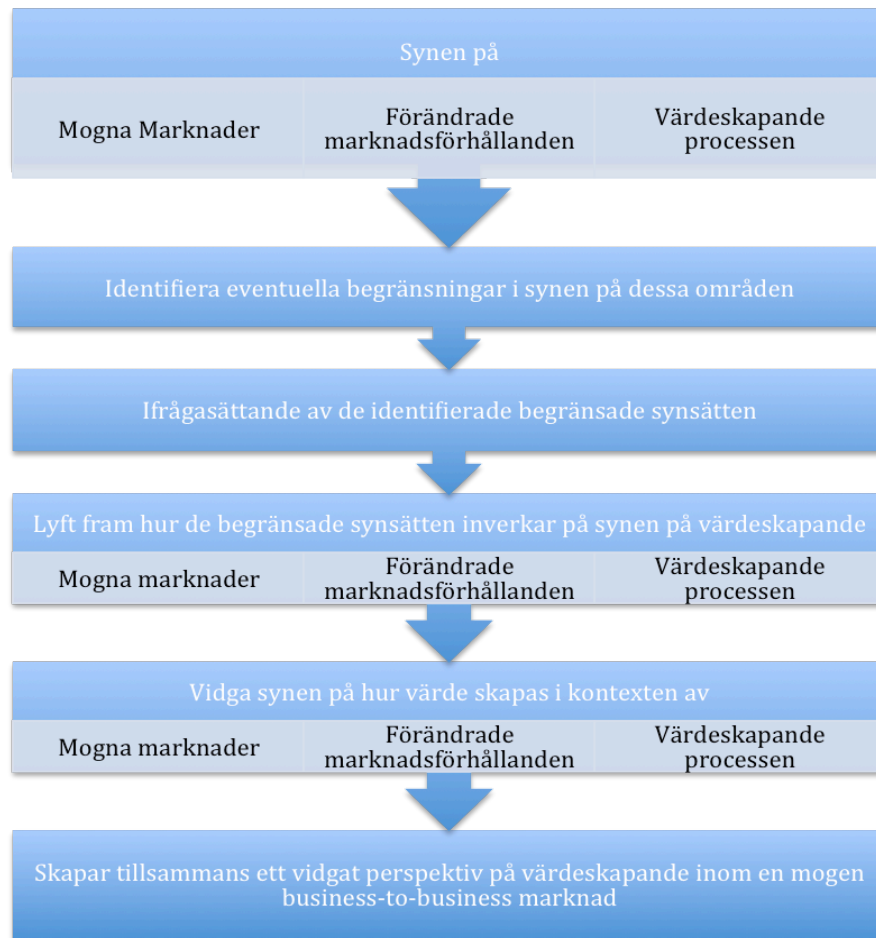 Synen på
Mogna Marknader
Förändrade
marknadsförhållanden
Värdeskapande
processen
Identifiera eventuella begränsningar i synen på dessa områden
Ifrågasättande av de identifierade begränsade synsätten
Lyft fram hur de begränsade synsätten inverkar på synen på värdeskapande
Mogna marknader
Förändrade
marknadsförhållanden
Värdeskapande
processen
Vidga synen på hur värde skapas i kontexten av
Mogna marknader
Förändrade
marknadsförhållanden
Värdeskapande
processen
Skapar tillsammans ett vidgat perspektiv på värdeskapande inom en mogen
business-to-business marknad